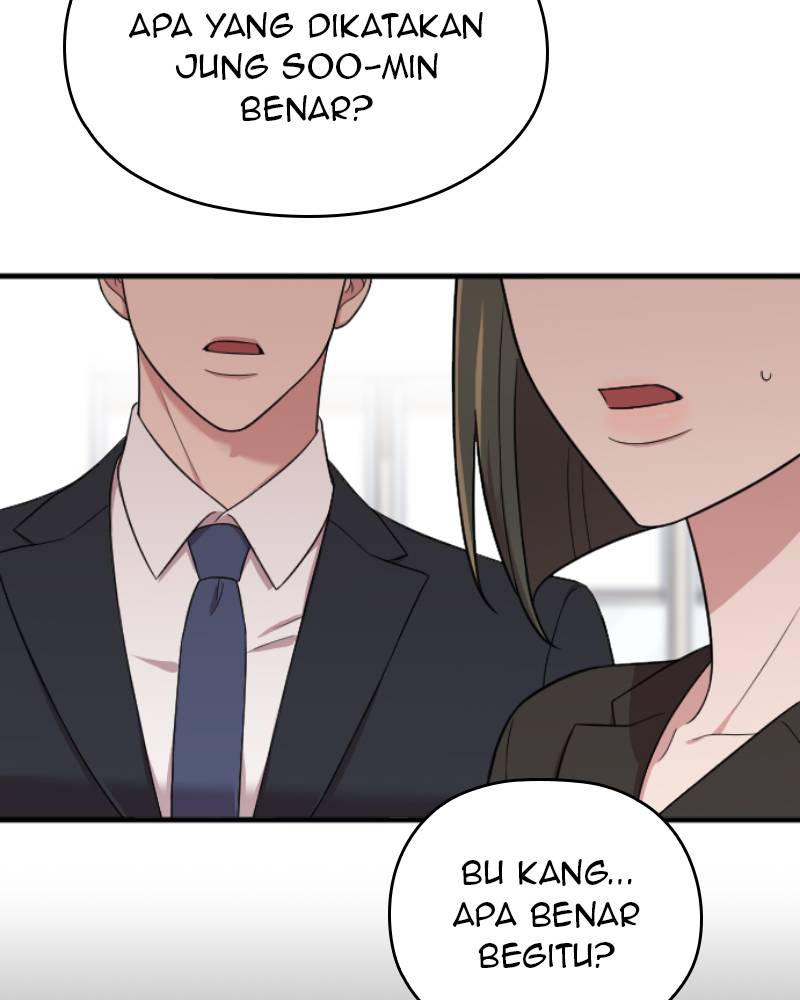 APA YANG DIKATAKAN
JUNG SOO-MIN
BENAR?
BU KANG...
APA BENAR
BEGITU?